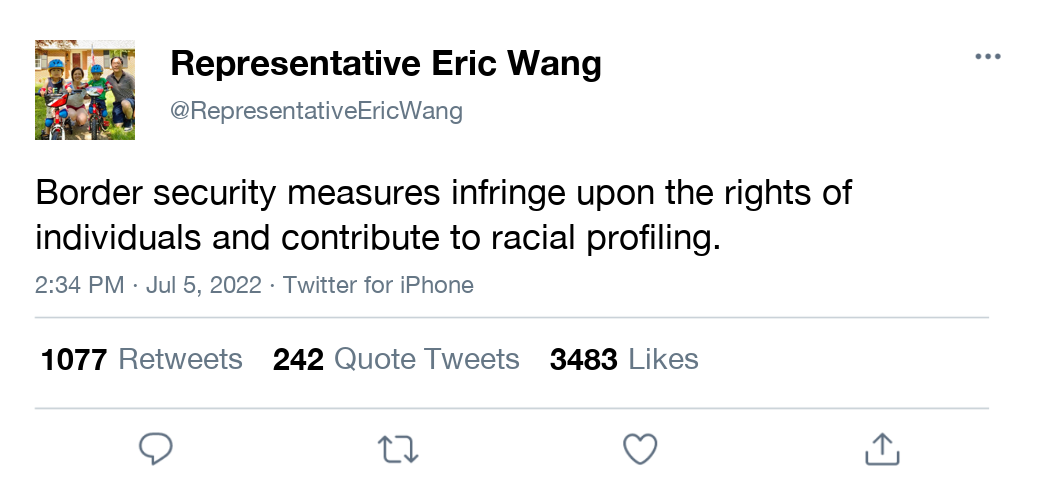 Representative Eric Wang
@RepresentativeEricWang
Border security measures infringe upon the rights of
individuals and contribute to racial profiling.
2:34 PM · Jul 5, 2022 · Twitter for iPhone
1077 Retweets 242 Quote Tweets 3483 Likes